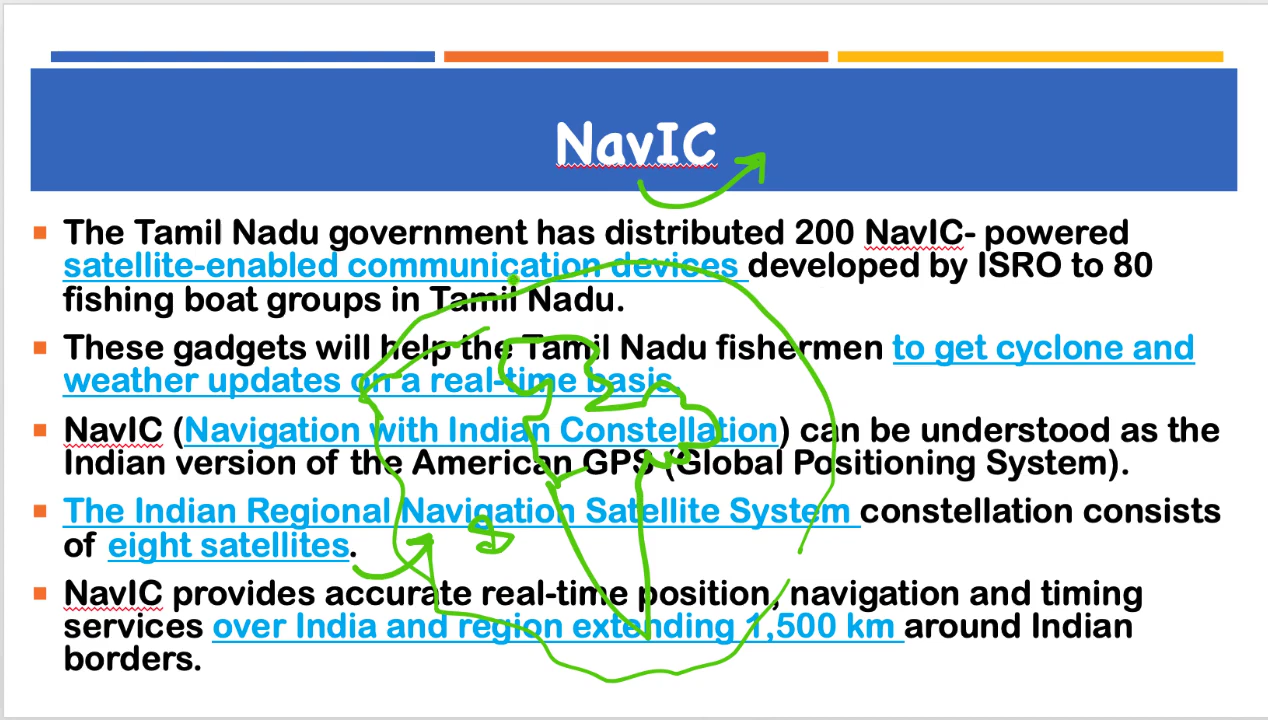 NavIC
The Tamil Nadu government has distributed 200 NavIC- powered
satellite-enabled communication devices developed by ISRO to 80
fishing boat groups in Tamil Nadu.
These gadgets will help the Tamil Nadu fishermen to get cyclone and
weather updates on a real-time basis.
NavIC (Navigation with Indian Constellation) can be understood as the
Indian version of the American GPS (Global Positioning System).
The Indian Regional Navigation Satellite System constellation consists
of eight satellites.
8
NavIC provides accurate real-time position, navigation and timing
services over India and region extending 1,500 km around Indian
borders.